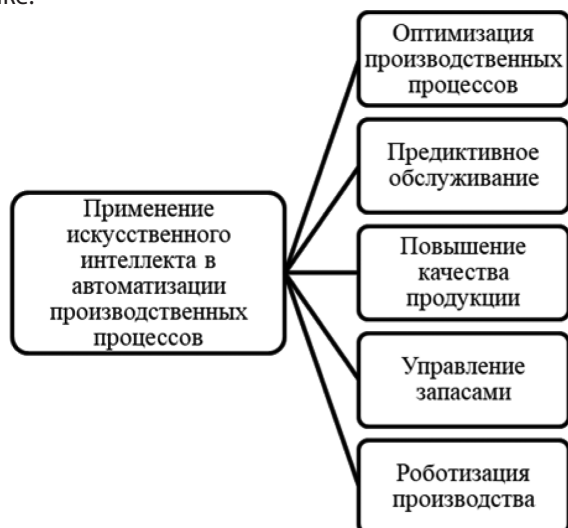 Оптимизация
производственных
процессов
Предиктивное
обслуживание
Применение
искусственного
интеллекта в
автоматизации
производственных
процессов
Повышение
качества
продукции
Управление
запасами
Роботизация
производства